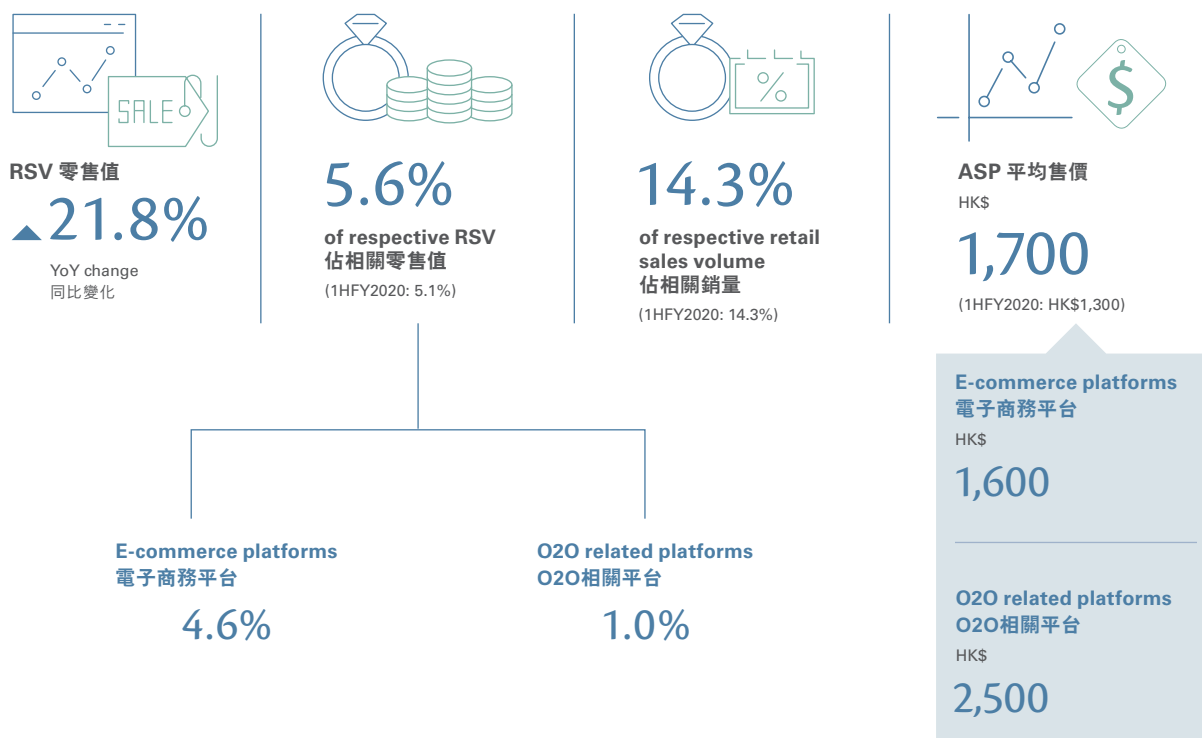 SALE
RSV 零售值
21.8%
YoY change
同比變化
%
5.6%
of respective RSV
佔相關零售值
(1HFY2020: 5.1%)
14.3%
of respective retail
sales volume
佔相關銷量
(1HFY2020: 14.3%)
$
ASP 平均售價
HK$
1,700
(1HFY2020: HK$1,300)
E-commerce platforms
電子商務平台
4.6%
O2O related platforms
O2O相關平台
1.0%
E-commerce platforms
電子商務平台
HK$
1,600
O2O related platforms
O2O相關平台
HK$
2,500